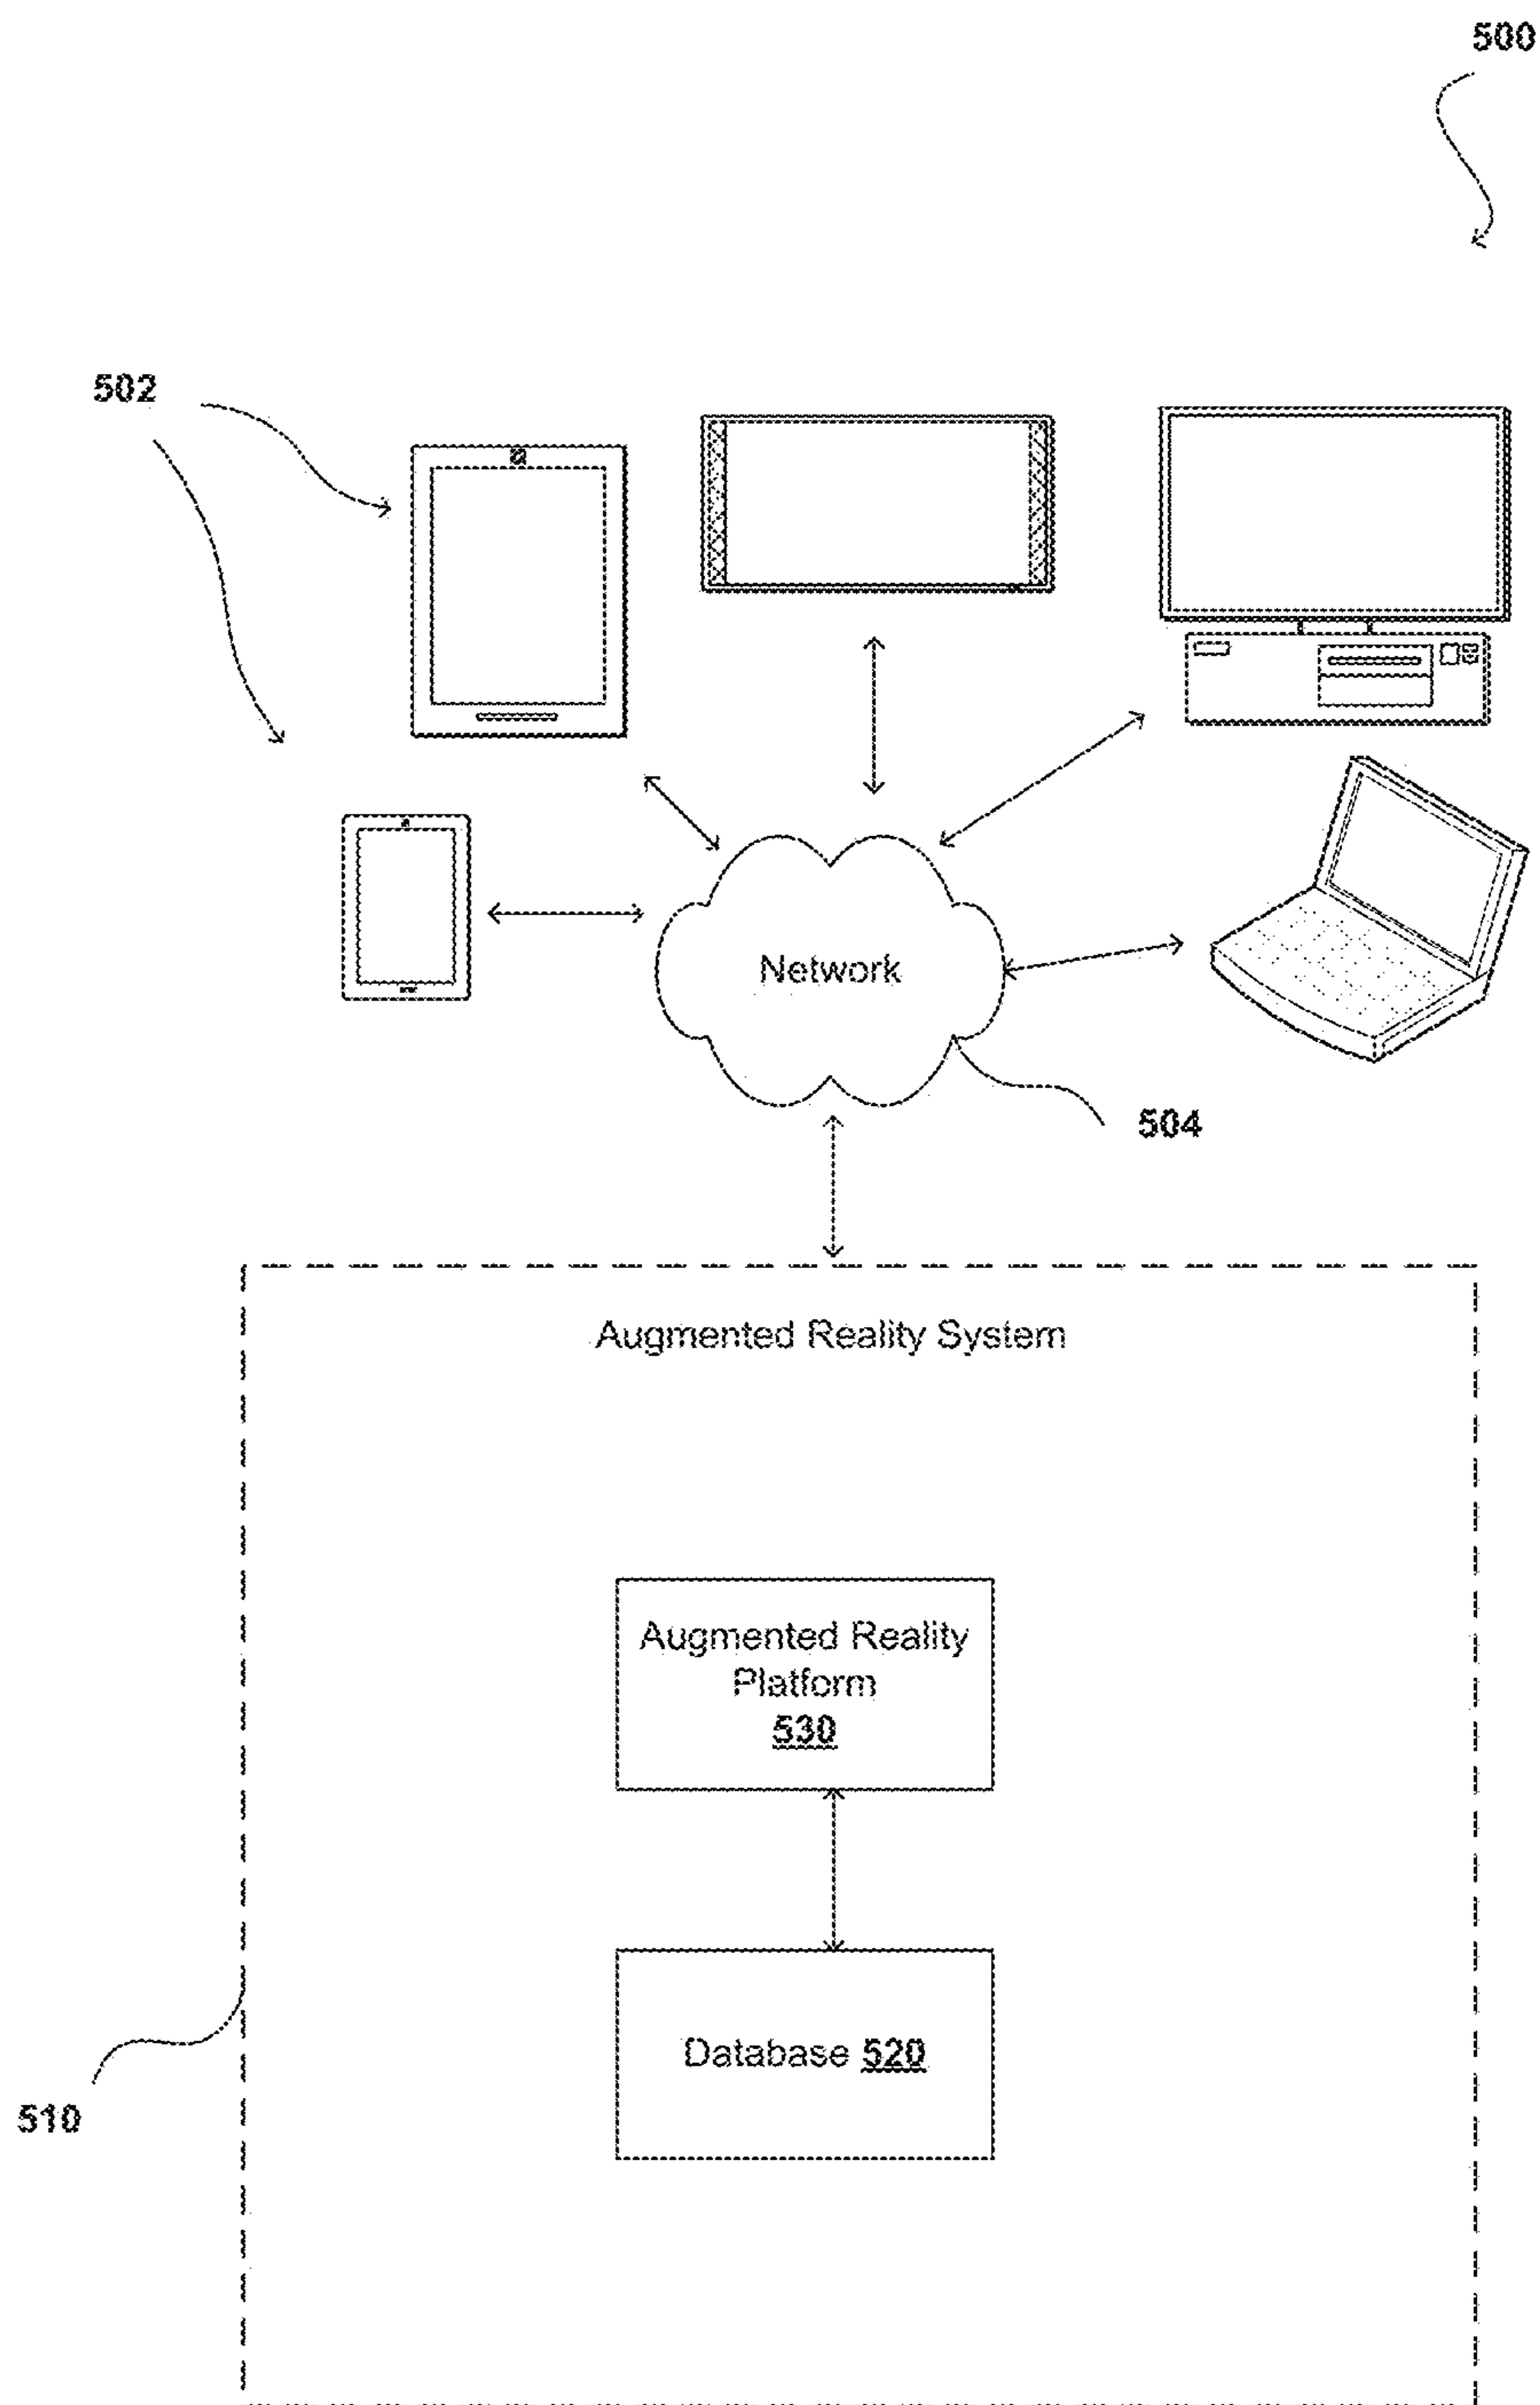 500
502
Network
504
Augmented Reality System
Augmented Reality
Platform
530
Database 520
510